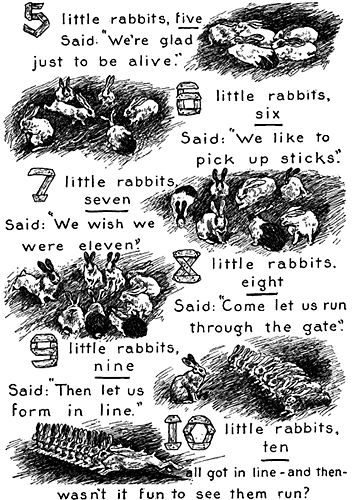 5 little rabbits, five
Said: "We're glad
just to be alive."
6 little rabbits,
six
Said: "We like to
pick up sticks."
7 little rabbits
seven
Said: "We wish we
were eleven."
8 little rabbits.
eight
Said: "Come let us run
through the gate".
9 little rabbits,
nine
Said: "Then let us
form in line."
10 little rabbits,
ten
all got in line - and then -
wasn't it fun to see them run?